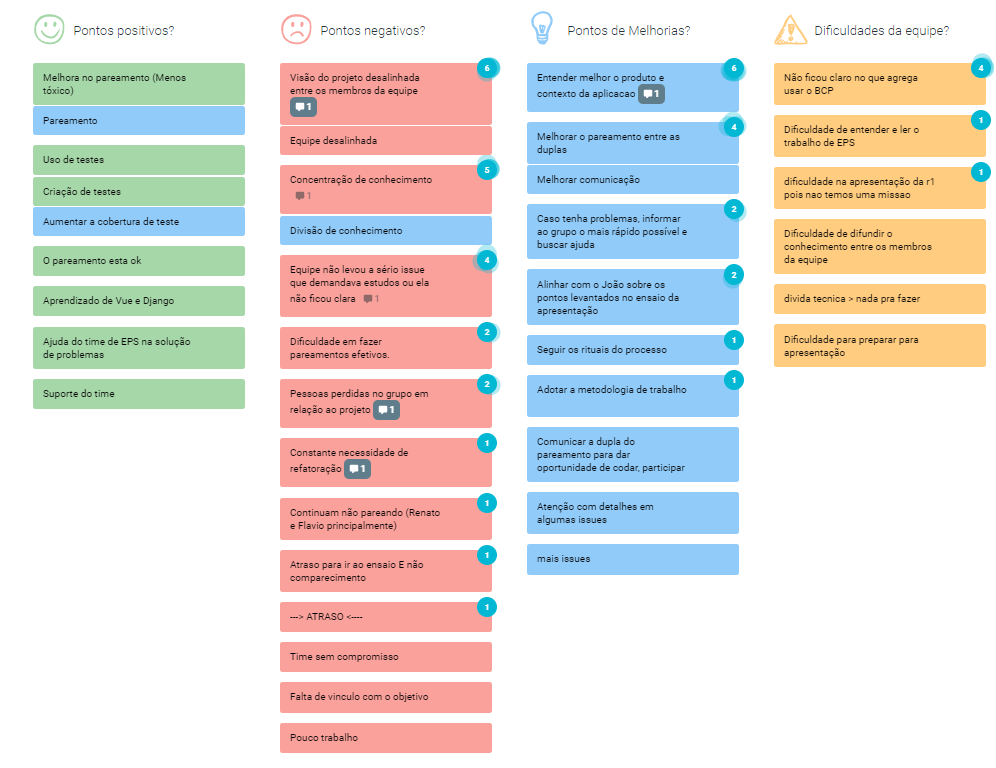 Pontos positivos?
Melhora no pareamento (Menos
tóxico)
Pareamento
Uso de testes
Criação de testes
Aumentar a cobertura de teste
O pareamento esta ok
Aprendizado de Vue e Django
Ajuda do time de EPS na solução
de problemas
Suporte do time
Pontos negativos?
6
Visão do projeto desalinhada
entre os membros da equipe
1
Equipe desalinhada
5
Concentração de conhecimento
1
Divisão de conhecimento
4
Equipe não levou a sério issue
que demandava estudos ou ela
não ficou clara 1
2
Dificuldade em fazer
pareamentos efetivos.
2
Pessoas perdidas no grupo em
relação ao projeto 1
1
Constante necessidade de
refatoração 1
1
Continuam não pareando (Renato
e Flavio principalmente)
1
Atraso para ir ao ensaio E não
comparecimento
1
---> ATRASO <----
Time sem compromisso
Falta de vinculo com o objetivo
Pouco trabalho
Pontos de Melhorias?
6
Entender melhor o produto e
contexto da aplicacao 1
4
Melhorar o pareamento entre as
duplas
Melhorar comunicação
2
Caso tenha problemas, informar
ao grupo o mais rápido possível e
buscar ajuda
2
Alinhar com o João sobre os
pontos levantados no ensaio da
apresentação
1
Seguir os rituais do processo
1
Adotar a metodologia de trabalho
Comunicar a dupla do
pareamento para dar
oportunidade de codar, participar
Atenção com detalhes em
algumas issues
mais issues
Dificuldades da equipe?
4
Não ficou claro no que agrega
usar o BCP
1
Dificuldade de entender e ler o
trabalho de EPS
1
dificuldade na apresentação da r1
pois nao temos uma missao
Dificuldade de difundir o
conhecimento entre os membros
da equipe
divida tecnica > nada pra fazer
Dificuldade para preparar para
apresentação